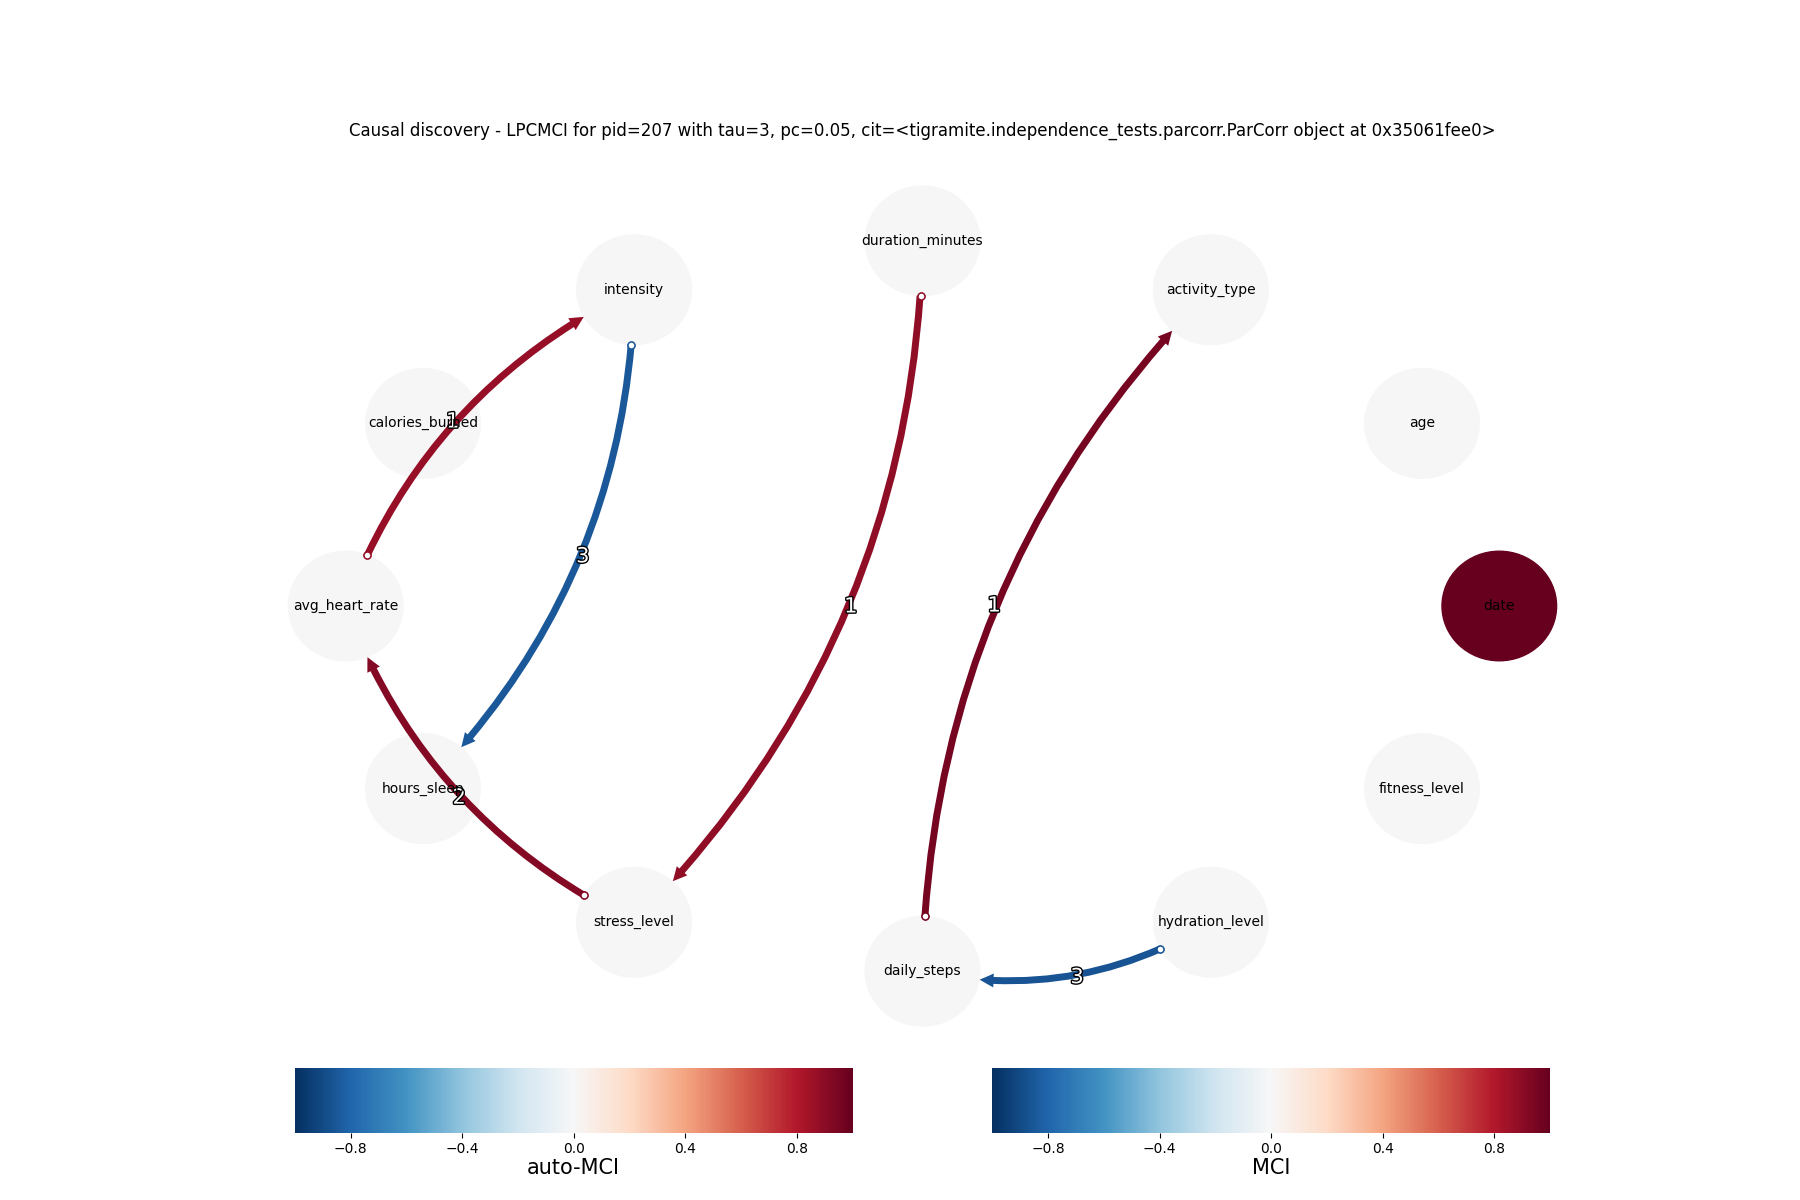 Causal discovery - LPCMCI for pid=207 with tau=3, pc=0.05, cit=<tigramite.independence_tests.parcorr.ParCorr object at 0x35061fee0>
duration_minutes
intensity
activity_type
calories_burned
1
age
3
avg_heart_rate
1
1
date
hours_sleep
2
fitness_level
stress_level
hydration_level
daily_steps
3
−0.8 −0.4 0.0 0.4 0.8
auto-MCI
−0.8 −0.4 0.0 0.4 0.8
MCI